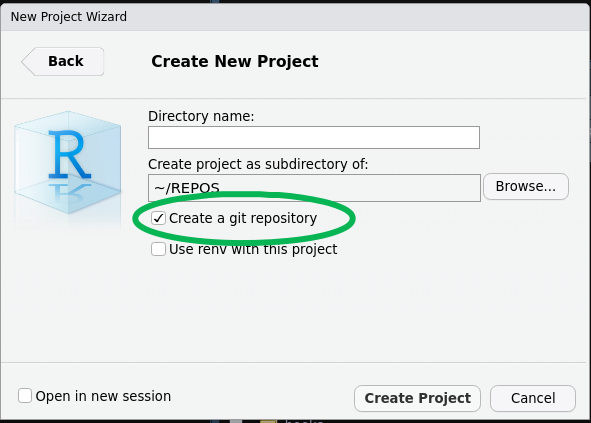 New Project Wizard
Back
Create New Project
R
Directory name:
Create project as subdirectory of:
~/REPOS
Browse...
Create a git repository
Use renv with this project
Open in new session
Create Project
Cancel